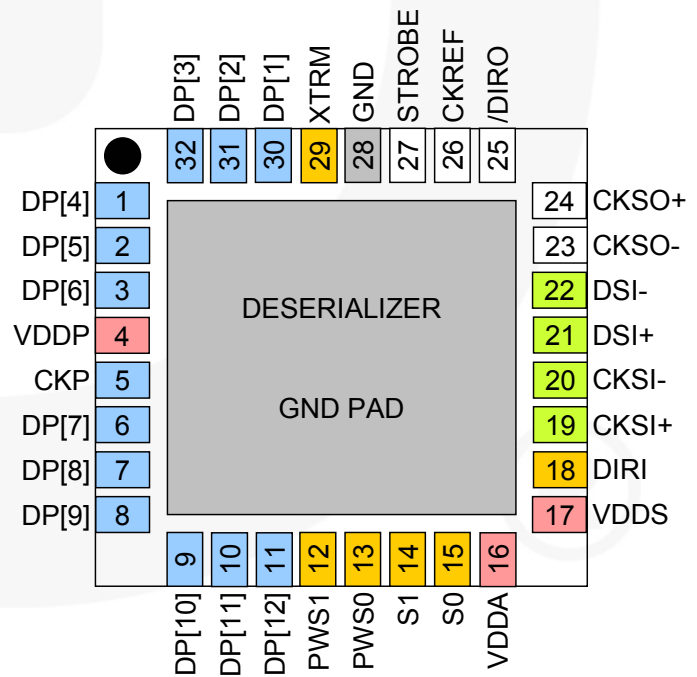 DP[3]
DP[2]
DP[1]
XTRM
GND
STROBE
CKREF
/DIRO
32
31
30
29
28
27
26
25
DP[4] 1
DP[5] 2
DP[6] 3
VDDP 4
CKP 5
DP[7] 6
DP[8] 7
DP[9] 8
DESERIALIZER
GND PAD
24 CKSO+
23 CKSO-
22 DSI-
21 DSI+
20 CKSI-
19 CKSI+
18 DIRI
17 VDDS
9
10
11
12
13
14
15
16
DP[10]
DP[11]
DP[12]
PWS1
PWS0
S1
S0
VDDA